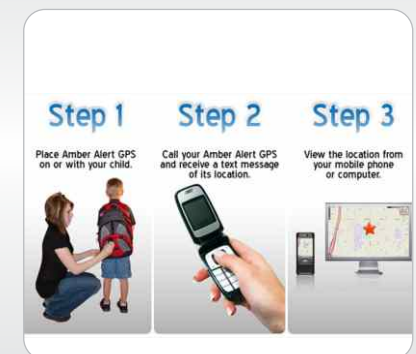 Step 1
Place Amber Alert GPS
on or with your child.
Step 2
Call your Amber Alert GPS
and receive a text message
of its location.
Step 3
View the location from
your mobile phone
or computer.